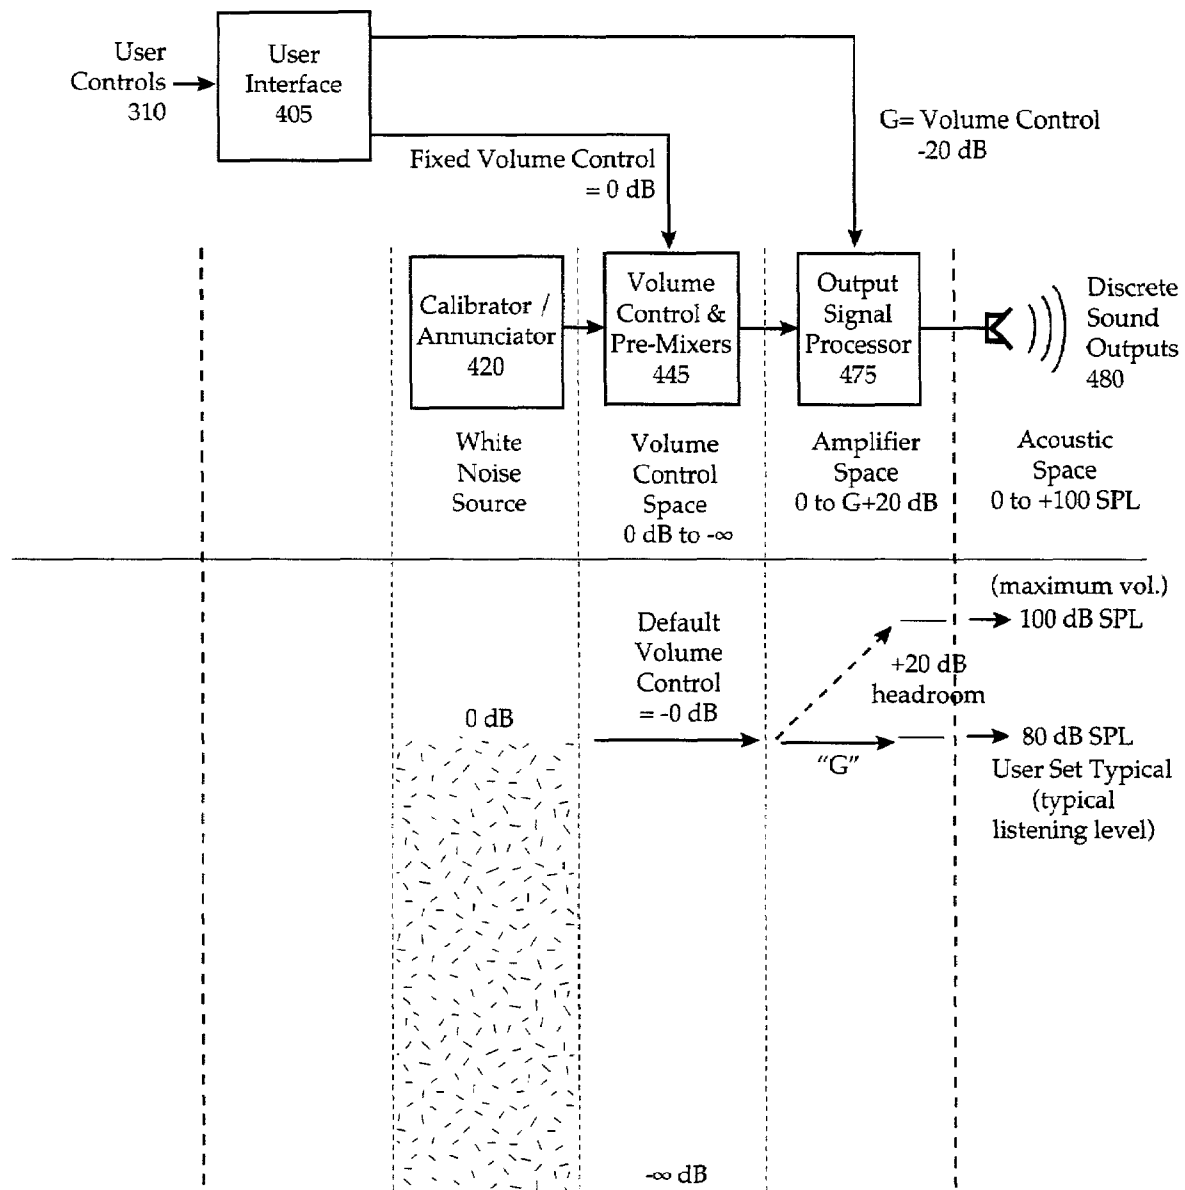 User
Controls
310
User
Interface
405
G= Volume Control
-20 dB
Fixed Volume Control
= 0 dB
Calibrator /
Annunciator
420
Volume
Control &
Pre-Mixers
445
Output
Signal
Processor
475
Discrete
Sound
Outputs
480
White
Noise
Source
Volume
Control
Space
0 dB to -∞
Amplifier
Space
0 to G+20 dB
Acoustic
Space
0 to +100 SPL
(maximum vol.)
100 dB SPL
Default
Volume
Control
= -0 dB
+20 dB
headroom
0 dB
"G"
80 dB SPL
User Set Typical
(typical
listening level)
-∞ dB